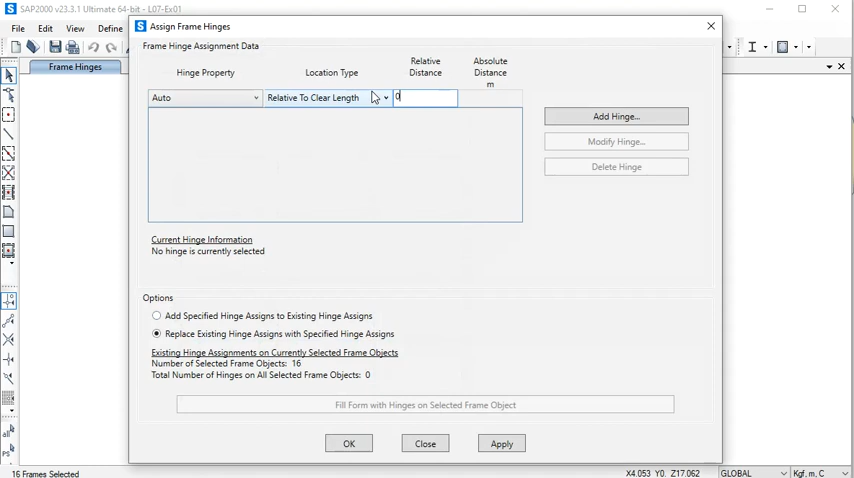 SAP2000 v23.3.1 Ultimate 64-bit - L07-Ex01
File Edit View Define
Frame Hinges
Assign Frame Hinges
Frame Hinge Assignment Data
Hinge Property
Location Type
Relative
Distance
Absolute
Distance
m
Auto
Relative To Clear Length
0
Add Hinge...
Modify Hinge...
Delete Hinge
Current Hinge Information
No hinge is currently selected
Options
Add Specified Hinge Assigns to Existing Hinge Assigns
Replace Existing Hinge Assigns with Specified Hinge Assigns
Existing Hinge Assignments on Currently Selected Frame Objects
Number of Selected Frame Objects: 16
Total Number of Hinges on All Selected Frame Objects: 0
Fill Form with Hinges on Selected Frame Object
OK Close Apply
all
PS
16 Frames Selected
X4.053 Y0. Z17.062
GLOBAL
Kgf, m, C